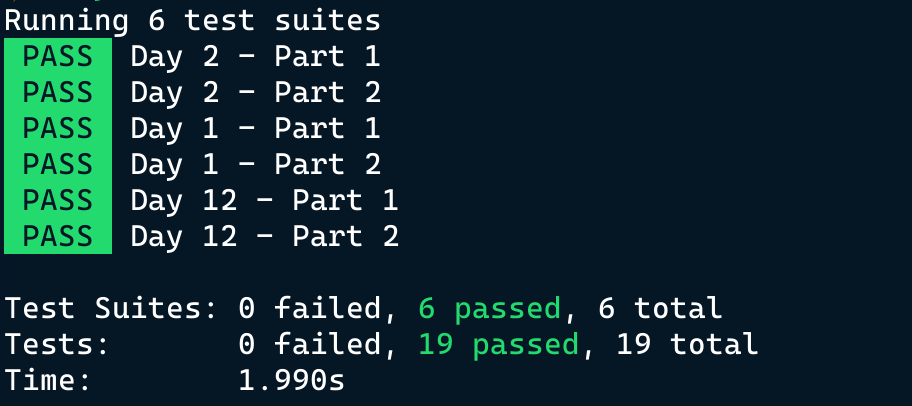 Running 6 test suites
PASS Day 2 - Part 1
PASS Day 2 - Part 2
PASS Day 1 - Part 1
PASS Day 1 - Part 2
PASS Day 12 - Part 1
PASS Day 12 - Part 2
Test Suites: 0 failed, 6 passed, 6 total
Tests: 0 failed, 19 passed, 19 total
Time: 1.990s